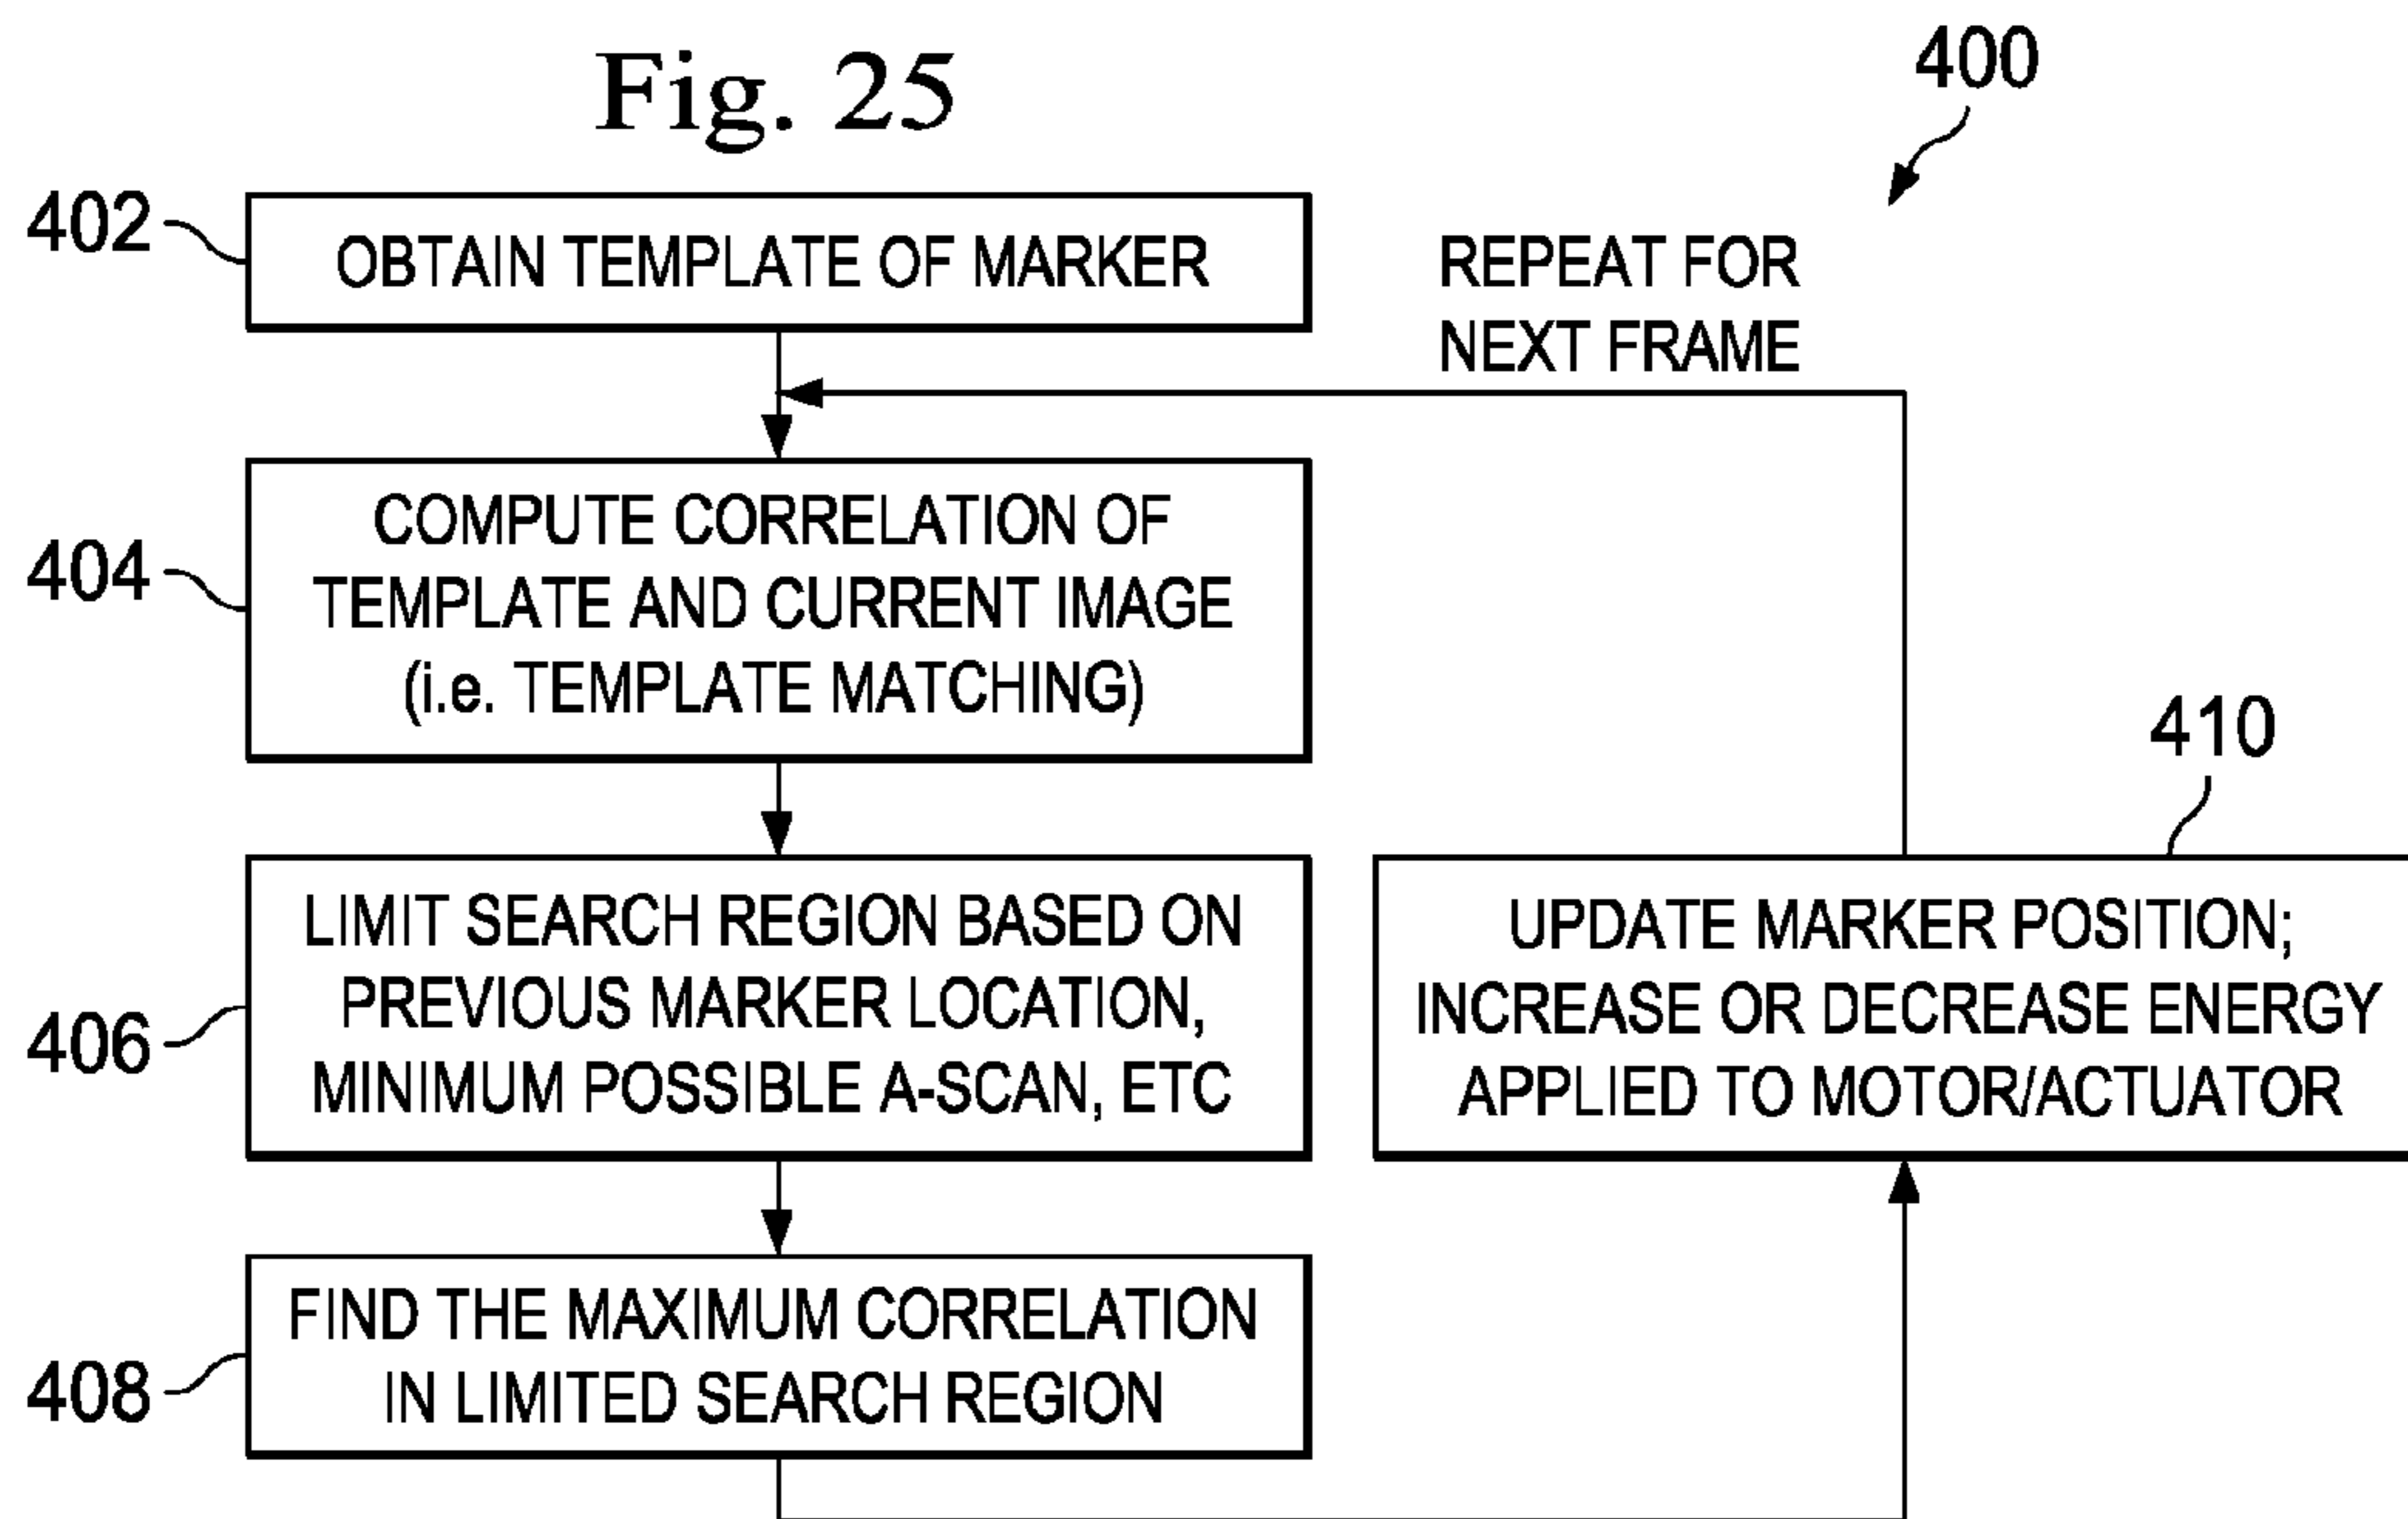 Fig. 25
400
402
OBTAIN TEMPLATE OF MARKER
REPEAT FOR
NEXT FRAME
404
COMPUTE CORRELATION OF
TEMPLATE AND CURRENT IMAGE
(i.e. TEMPLATE MATCHING)
406
LIMIT SEARCH REGION BASED ON
PREVIOUS MARKER LOCATION,
MINIMUM POSSIBLE A-SCAN, ETC
408
FIND THE MAXIMUM CORRELATION
IN LIMITED SEARCH REGION
410
UPDATE MARKER POSITION;
INCREASE OR DECREASE ENERGY
APPLIED TO MOTOR/ACTUATOR